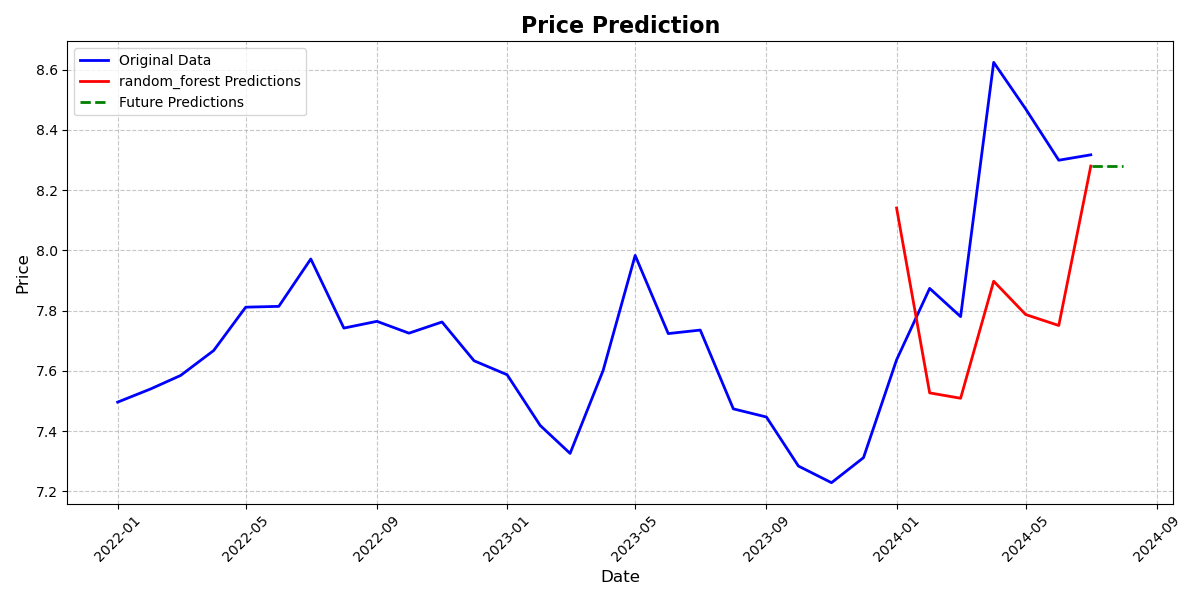 Price Prediction
Original Data
random_forest Predictions
Future Predictions
Price
8.6
8.4
8.2
8.0
7.8
7.6
7.4
7.2
2022-01
2022-05
2022-09
2023-01
2023-05
2023-09
2024-01
2024-05
2024-09
Date